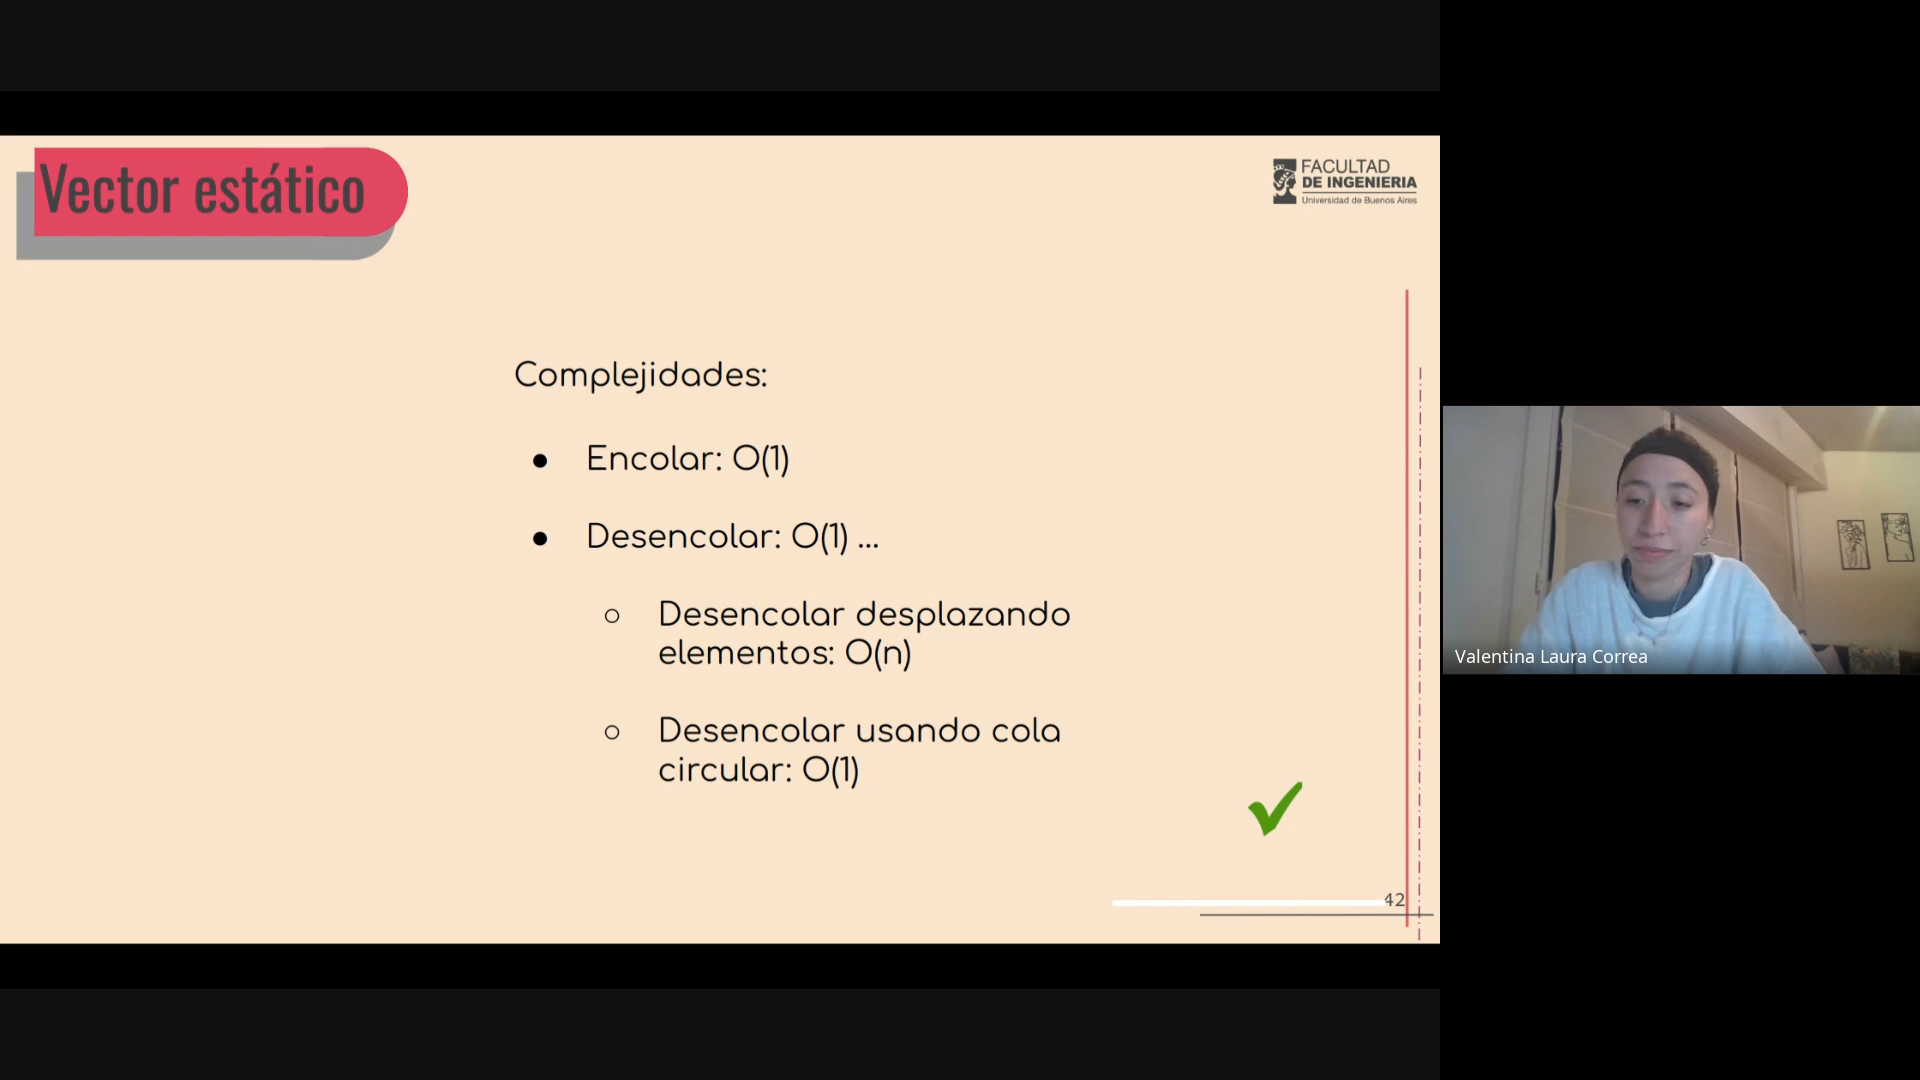 Vector estático
FACULTAD
DE INGENIERIA
Universidad de Buenos Aires
Complejidades:
● Encolar: O(1)
● Desencolar: O(1) ...
○ Desencolar desplazando
elementos: O(n)
○ Desencolar usando cola
circular: O(1)
42
Valentina Laura Correa